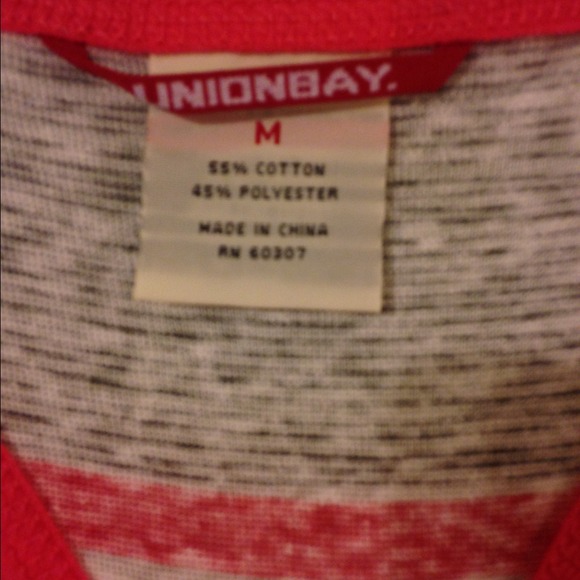 UNIONBAY.
M
55% COTTON
45% POLYESTER
MADE IN CHINA
RN 60307